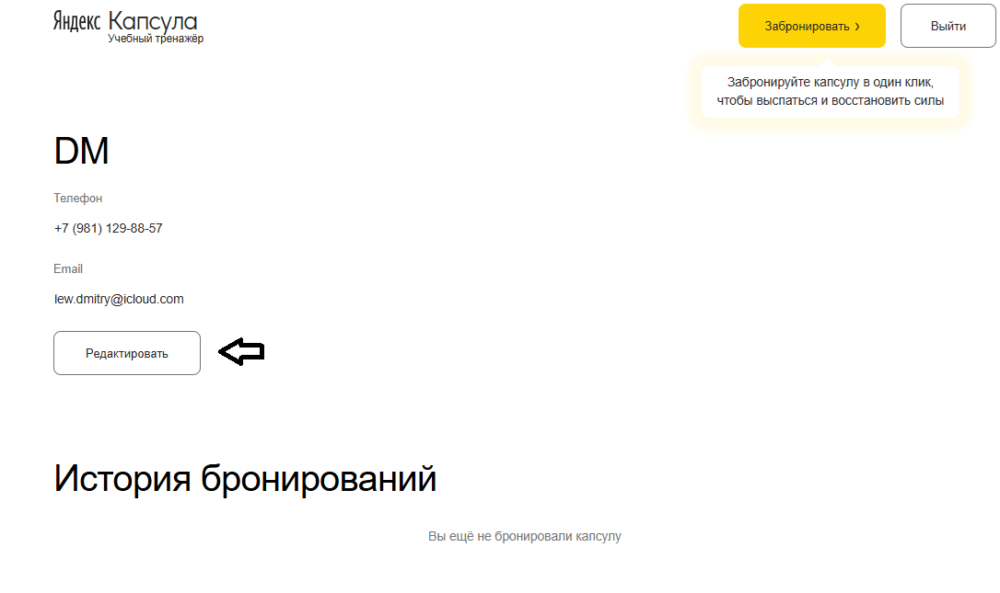 Яндекс Капсула
Учебный тренажёр
Забронировать ›
Выйти
Забронируйте капсулу в один клик,
чтобы выспаться и восстановить силы
DM
Телефон
+7 (981) 129-88-57
Email
lew.dmitry@icloud.com
Редактировать
История бронирований
Вы ещё не бронировали капсулу